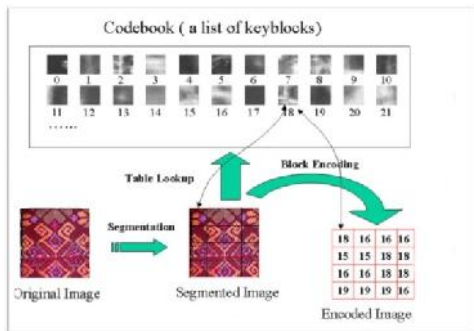 Codebook ( a list of keyblocks)
0 1 2 3 4 5 6 7 8 9 10
11 12 13 14 15 16 17 18 19 20 21
......
Table Lookup
Block Encoding
Segmentation
18 16 16 16
15 15 18 18
16 16 18 18
19 19 19 16
Original Image
Segmented Image
Encoded Image